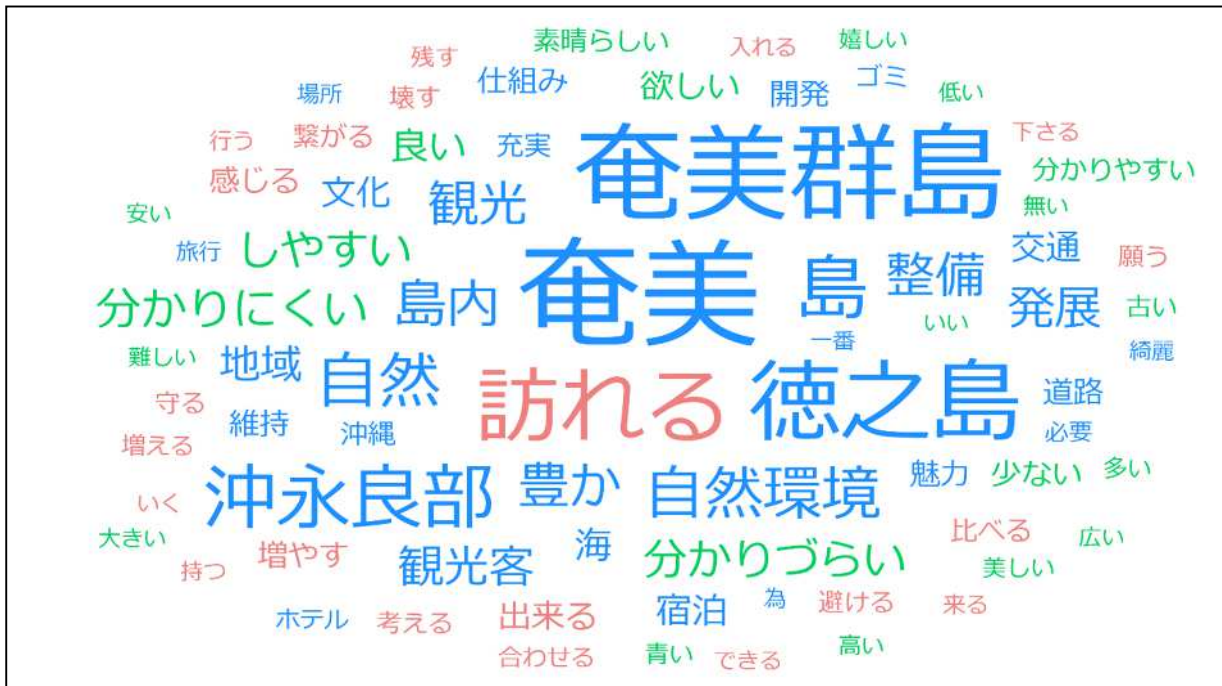 素晴らしい 入れる 嬉しい
残す 仕組み 欲しい 開発 ゴミ 低い
場所 壊す
行う 繋がる 良い 充実 奄美群島 下さる
感じる 文化 観光 分かりやすい
安い 無い
旅行 しやすい 奄美 島 整備 交通 願う
分かりにくい 島内 発展 古い
いい
難しい 地域 自然 一番 綺麗
守る 訪れる 徳之島 道路
維持 沖縄 必要
増える
沖永良部 豊か 自然環境 魅力 少ない 多い
いく
大きい 増やす 観光客 海 分かりづらい 比べる 広い
持つ 美しい
ホテル 考える 出来る 宿泊 為 避ける 来る
合わせる 青い できる 高い